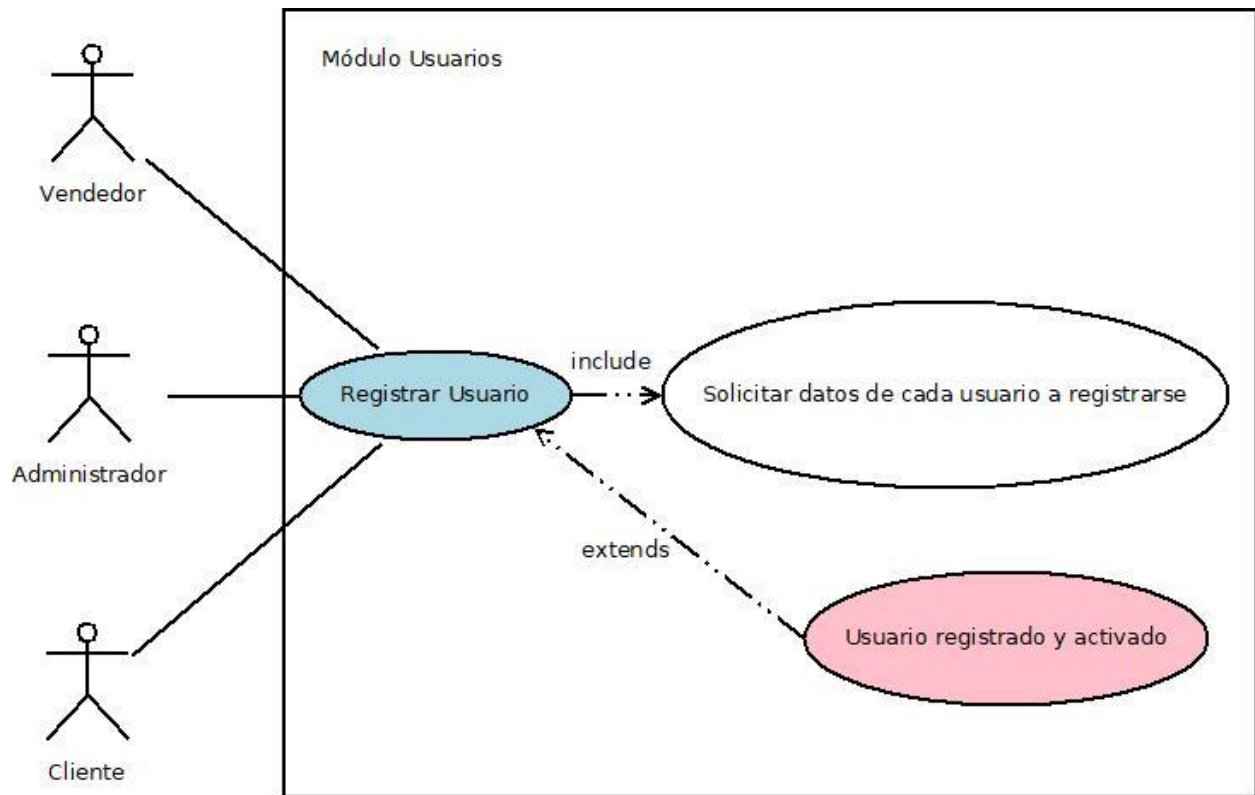 Módulo Usuarios
Vendedor
include
Registrar Usuario
Solicitar datos de cada usuario a registrarse
Administrador
extends
Usuario registrado y activado
Cliente